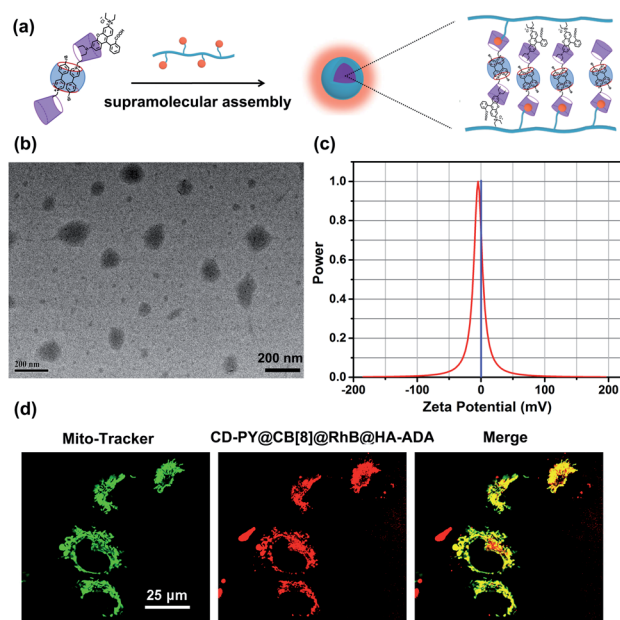 (a)
supramolecular assembly
(b)
200 nm
200 nm
(c)
Power
1.0
0.8
0.6
0.4
0.2
0.0
-200
-100
0
100
200
Zeta Potential (mV)
(d)
Mito-Tracker
CD-PY@CB[8]@RhB@HA-ADA
Merge
25 μm